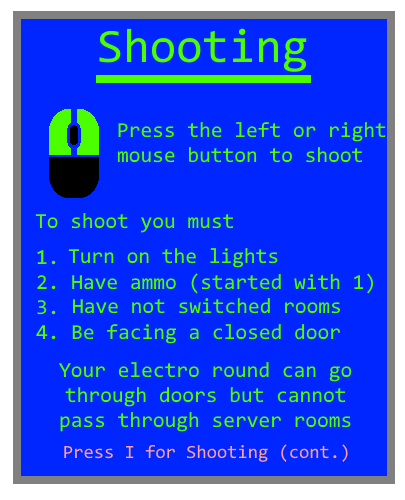 Shooting
Press the left or right
mouse button to shoot
To shoot you must
1. Turn on the lights
2. Have ammo (started with 1)
3. Have not switched rooms
4. Be facing a closed door
Your electro round can go
through doors but cannot
pass through server rooms
Press I for Shooting (cont.)